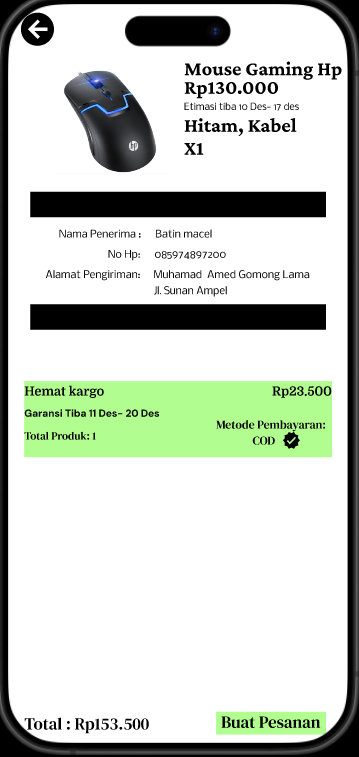 Mouse Gaming Hp
Rp130.000
Etimasi tiba 10 Des- 17 des
Hitam, Kabel
X1
hp
Nama Penerima : Batin macel
No Hp: 085974897200
Alamat Pengiriman: Muhamad Amed Gomong Lama
Jl. Sunan Ampel
Hemat kargo Rp23.500
Garansi Tiba 11 Des- 20 Des
Total Produk: 1
Metode Pembayaran:
COD
Total : Rp153.500
Buat Pesanan